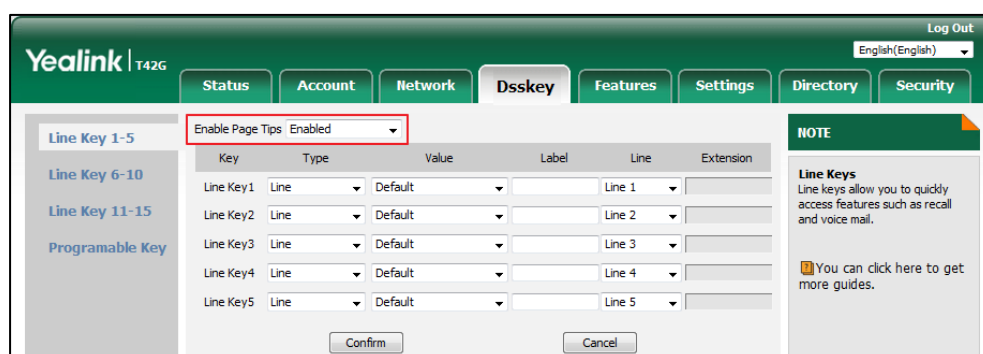 Log Out
Yealink T42G
English(English)
Status Account Network Dsskey Features Settings Directory Security
Line Key 1-5
Line Key 6-10
Line Key 11-15
Programable Key
Enable Page Tips Enabled
Key Type Value Label Line Extension
Line Key1 Line Default Line 1
Line Key2 Line Default Line 2
Line Key3 Line Default Line 3
Line Key4 Line Default Line 4
Line Key5 Line Default Line 5
Confirm Cancel
NOTE
Line Keys
Line keys allow you to quickly
access features such as recall
and voice mail.
? You can click here to get
more guides.